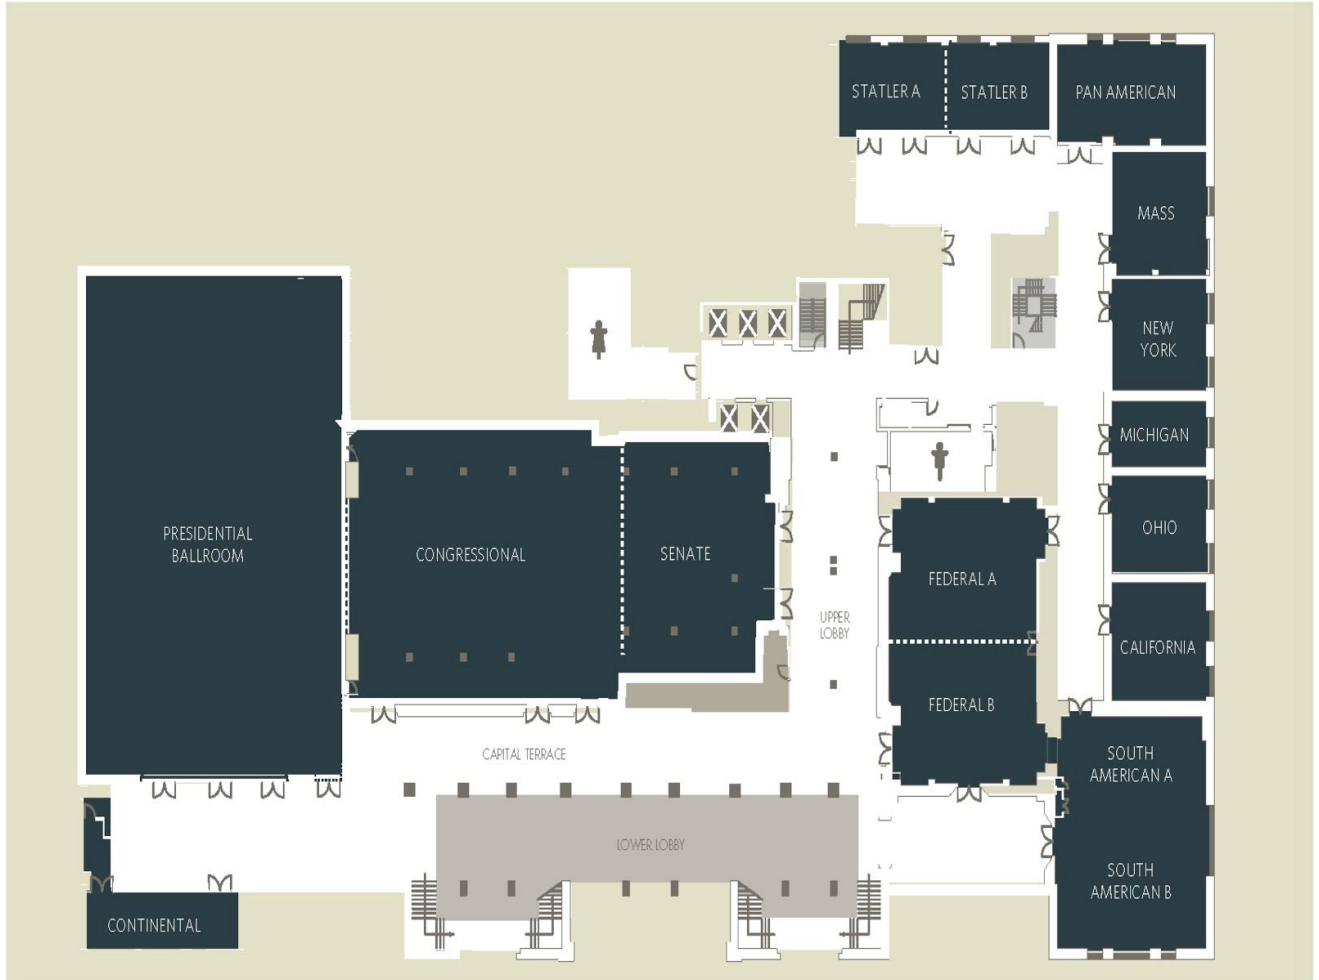 STATLER A
STATLER B
PAN AMERICAN
MASS
NEW
YORK
MICHIGAN
OHIO
CALIFORNIA
PRESIDENTIAL
BALLROOM
CONGRESSIONAL
SENATE
UPPER
LOBBY
FEDERAL A
FEDERAL B
CAPITAL TERRACE
SOUTH
AMERICAN A
LOWER LOBBY
SOUTH
AMERICAN B
CONTINENTAL